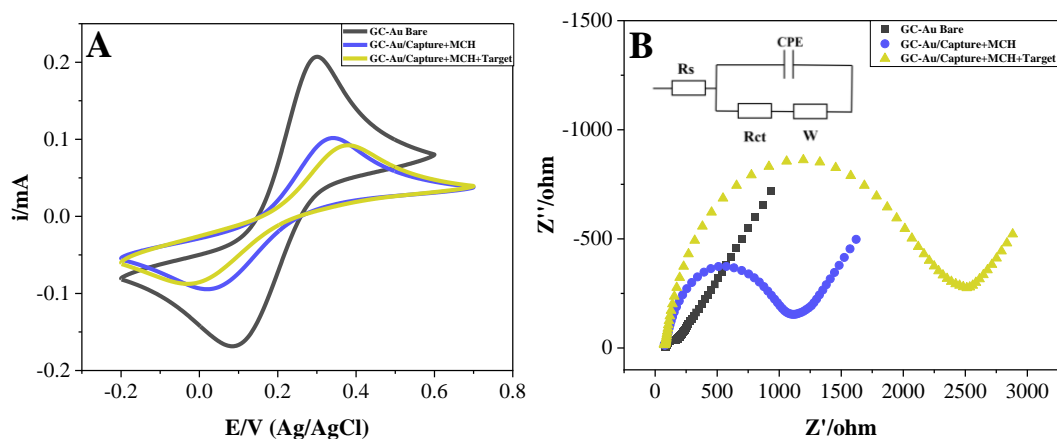 A
GC-Au Bare
GC-Au/Capture+MCH
GC-Au/Capture+MCH+Target
i/mA
0.2
0.1
0.0
-0.1
-0.2
-0.2
0.0
0.2
0.4
0.6
0.8
E/V (Ag/AgCl)
B
GC-Au Bare
GC-Au/Capture+MCH
GC-Au/Capture+MCH+Target
CPE
Rs
Rct
W
Z''/ohm
-1500
-1000
-500
0
0
500
1000
1500
2000
2500
3000
Z'/ohm